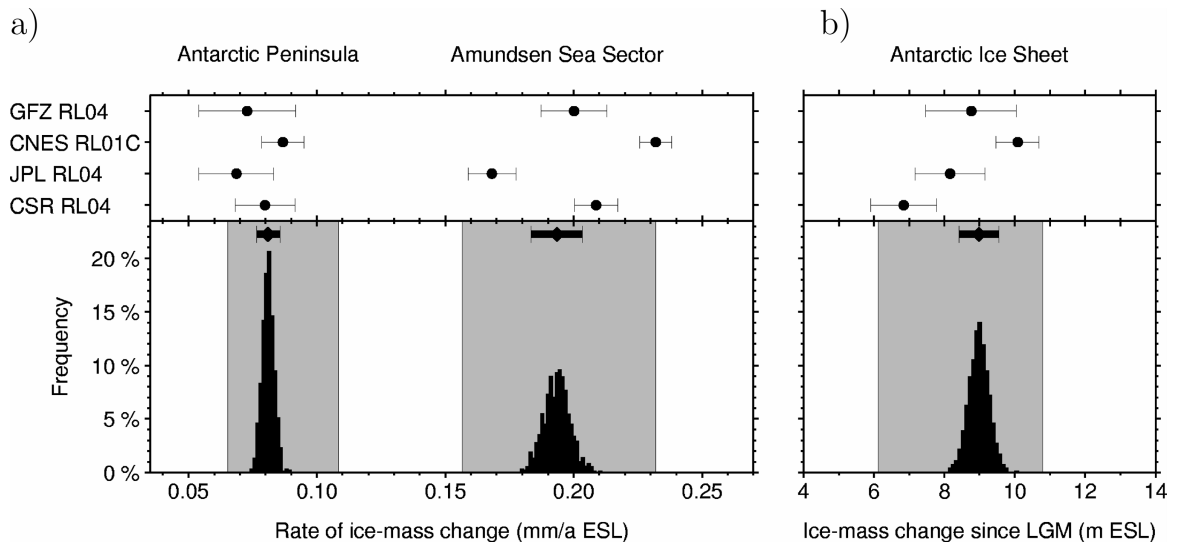 a)
b)
Antarctic Peninsula
Amundsen Sea Sector
Antarctic Ice Sheet
GFZ RL04
CNES RL01C
JPL RL04
CSR RL04
Frequency
20 %
15 %
10 %
5 %
0 %
0.05 0.10 0.15 0.20 0.25
4 6 8 10 12 14
Rate of ice-mass change (mm/a ESL)
Ice-mass change since LGM (m ESL)